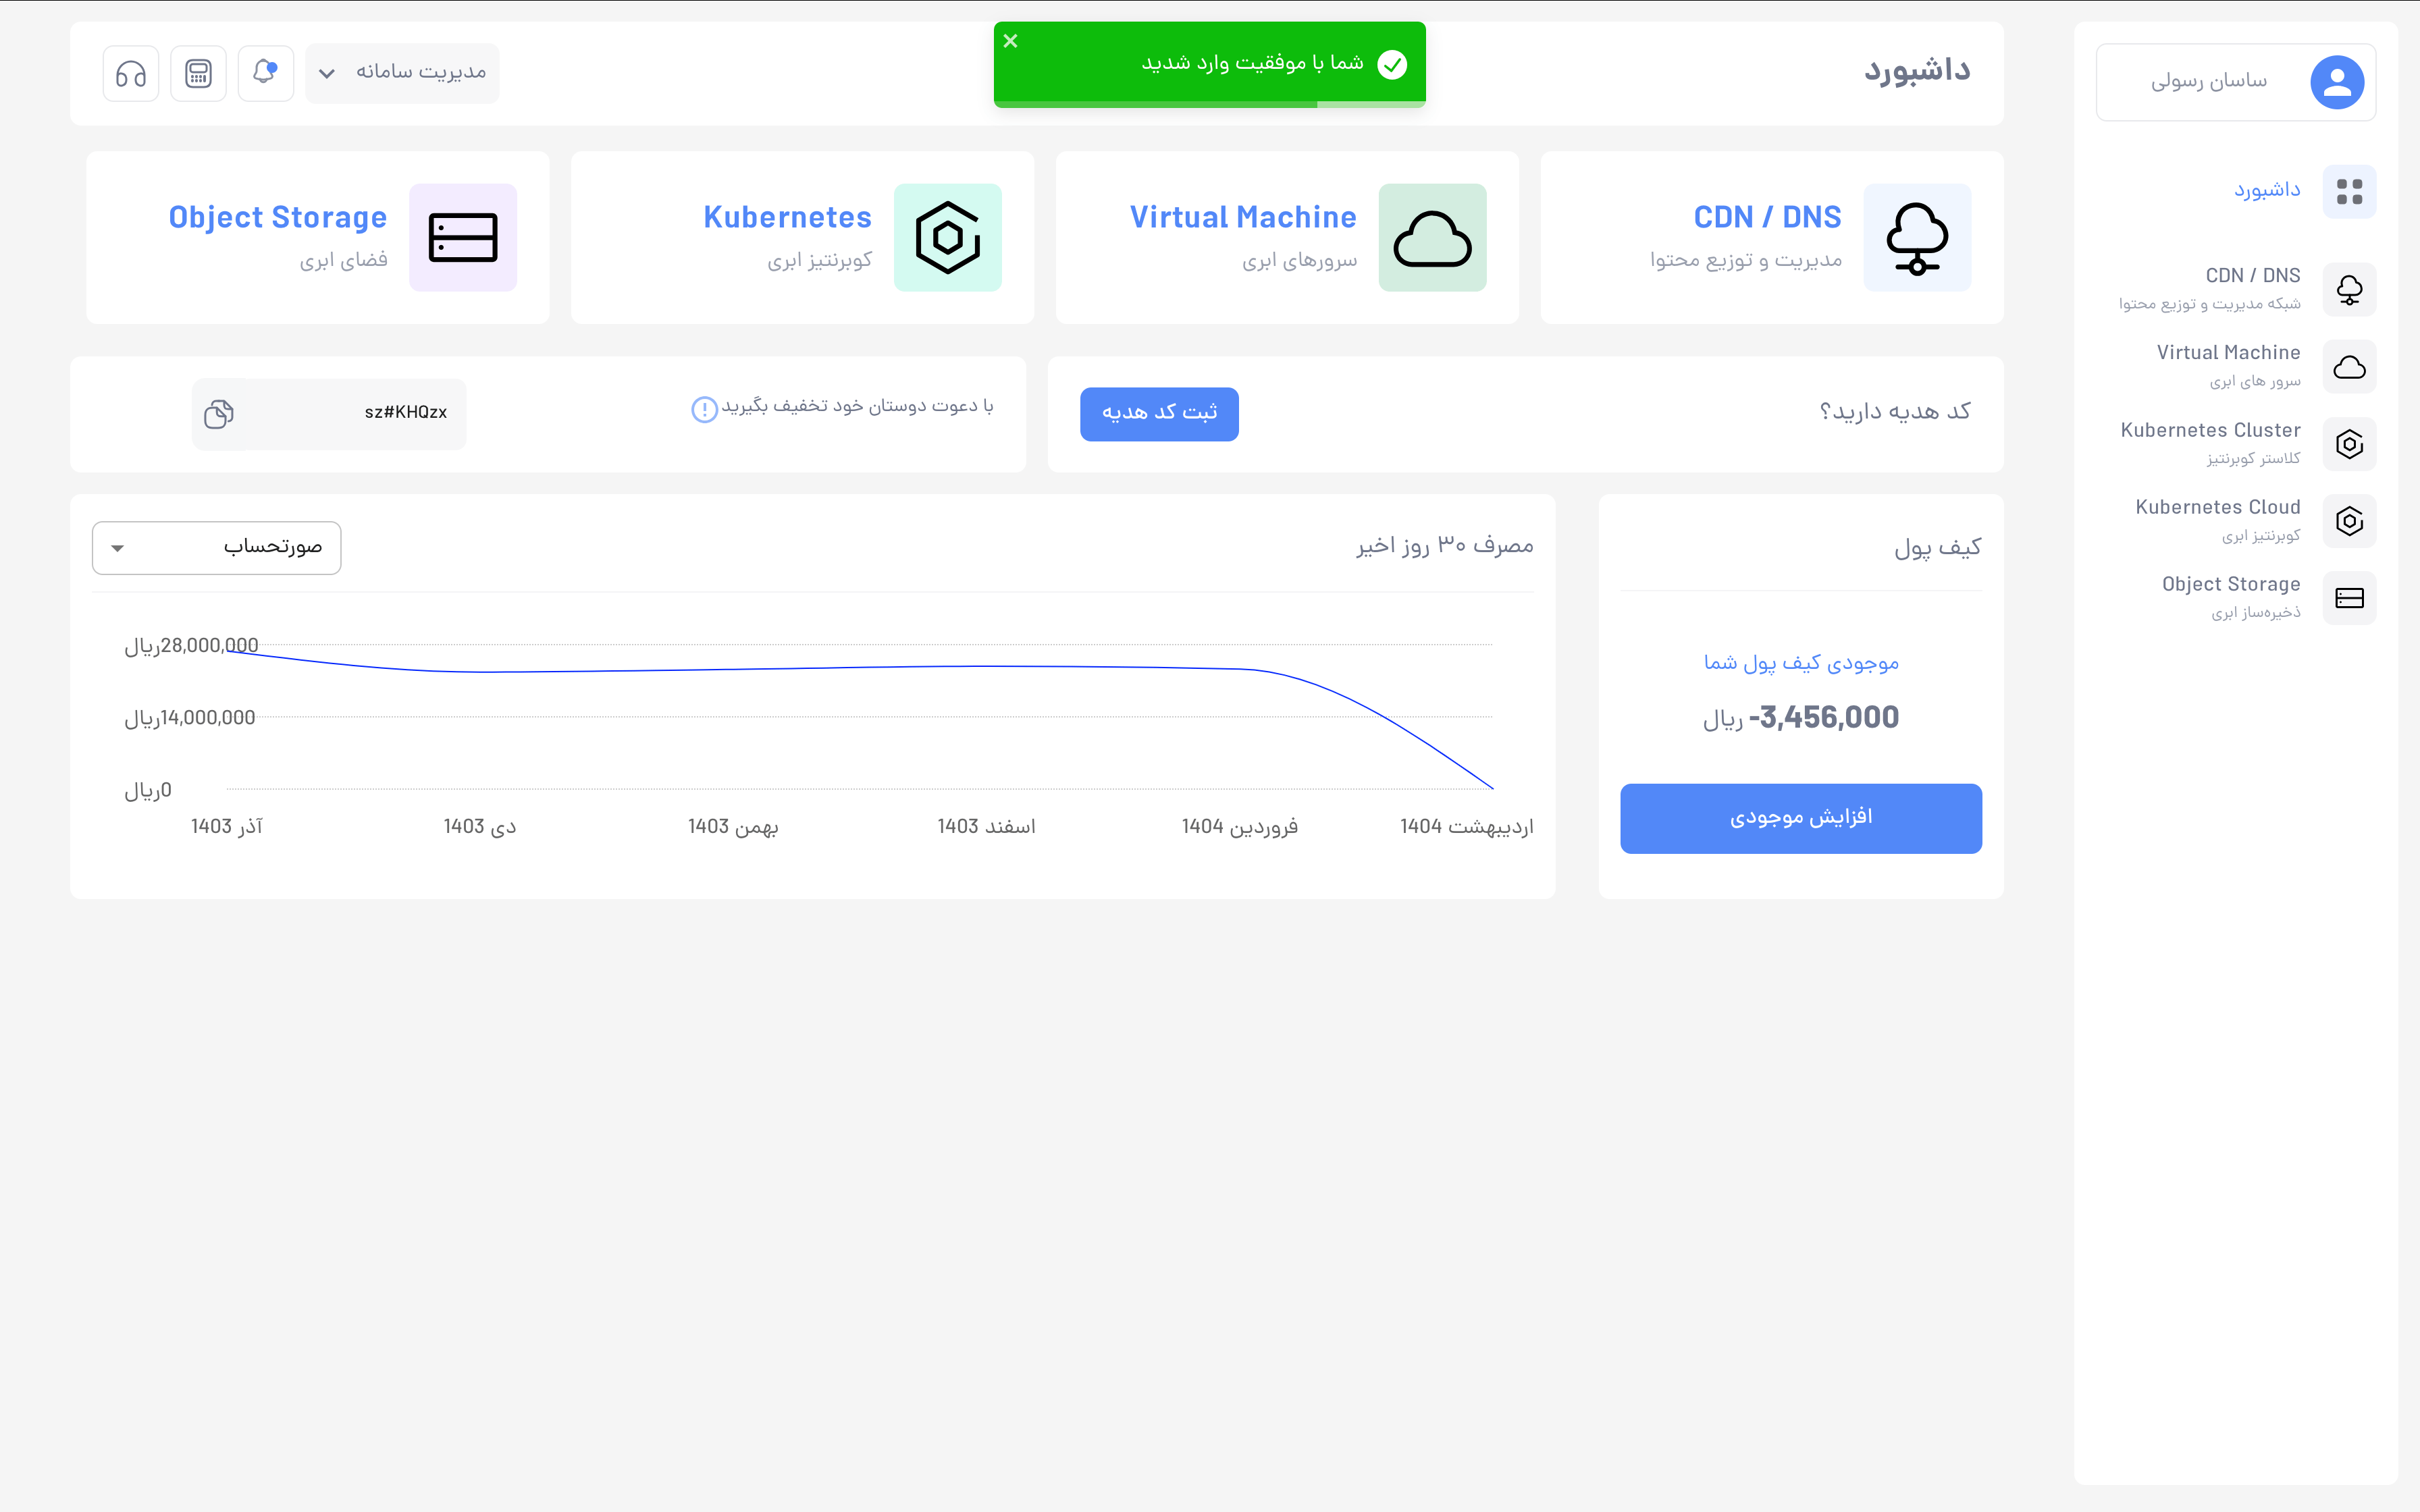 ساسان رسولی
داشبورد
CDN / DNS
شبکه مدیریت و توزیع محتوا
Virtual Machine
سرور های ابری
Kubernetes Cluster
کلاستر کوبرنتیز
Kubernetes Cloud
کوبرنتیز ابری
Object Storage
ذخیره‌ساز ابری
داشبورد
شما با موفقیت وارد شدید
مدیریت سامانه
CDN / DNS
مدیریت و توزیع محتوا
Virtual Machine
سرورهای ابری
Kubernetes
کوبرنتیز ابری
Object Storage
فضای ابری
کد هدیه دارید؟
ثبت کد هدیه
با دعوت دوستان خود تخفیف بگیرید
sz#KHQzx
کیف پول
موجودی کیف پول شما
-3,456,000 ریال
افزایش موجودی
مصرف ۳۰ روز اخیر
صورتحساب
28,000,000ریال
14,000,000ریال
0ریال
آذر 1403
دی 1403
بهمن 1403
اسفند 1403
فروردین 1404
اردیبهشت 1404